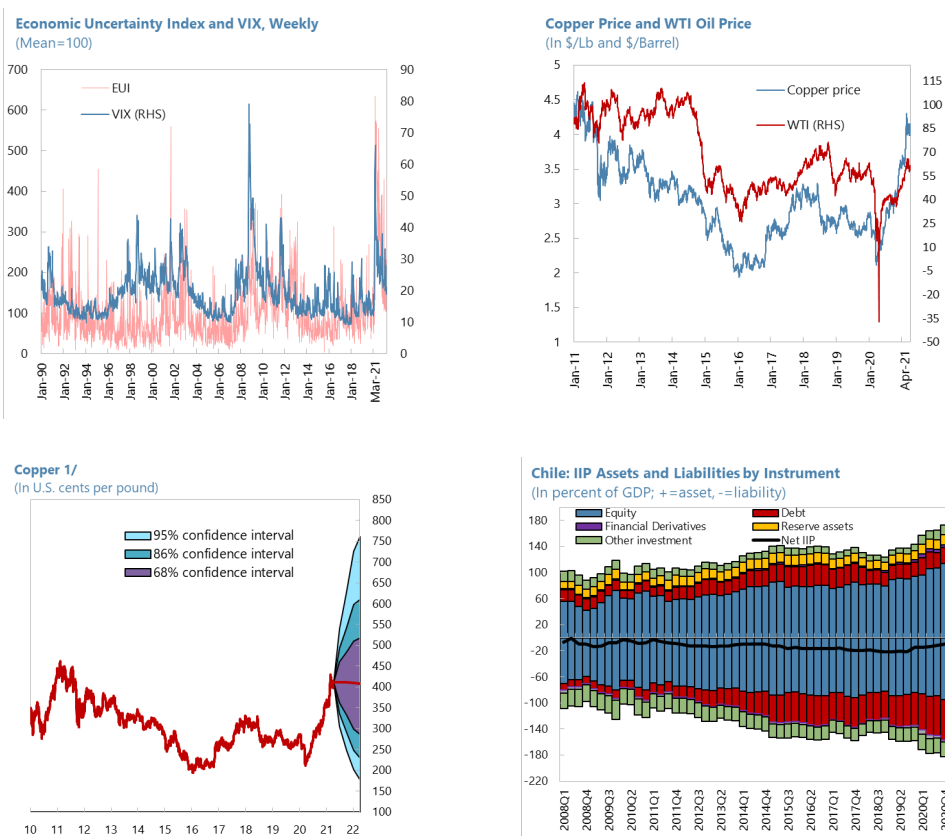 Economic Uncertainty Index and VIX, Weekly
(Mean=100)
700
600
500
400
300
200
100
0
90
80
70
60
50
40
30
20
10
0
EUI
VIX (RHS)
Jan-90
Jan-92
Jan-94
Jan-96
Jan-98
Jan-00
Jan-02
Jan-04
Jan-06
Jan-08
Jan-10
Jan-12
Jan-14
Jan-16
Jan-18
Mar-21
Copper Price and WTI Oil Price
(In $/Lb and $/Barrel)
5
4.5
4
3.5
3
2.5
2
1.5
1
115
100
85
70
55
40
25
10
-5
-20
-35
-50
Copper price
WTI (RHS)
Jan-11
Jan-12
Jan-13
Jan-14
Jan-15
Jan-16
Jan-17
Jan-18
Jan-19
Jan-20
Apr-21
Copper 1/
(In U.S. cents per pound)
850
800
750
700
650
600
550
500
450
400
350
300
250
200
150
100
95% confidence interval
86% confidence interval
68% confidence interval
10 11 12 13 14 15 16 17 18 19 20 21 22
Chile: IIP Assets and Liabilities by Instrument
(In percent of GDP; +=asset, -=liability)
180
140
100
60
20
-20
-60
-100
-140
-180
-220
Equity
Debt
Financial Derivatives
Reserve assets
Other investment
Net IIP
2008Q1
2008Q4
2009Q3
2010Q2
2011Q1
2011Q4
2012Q3
2013Q2
2014Q1
2014Q4
2015Q3
2016Q2
2017Q1
2017Q4
2018Q3
2019Q2
2020Q1